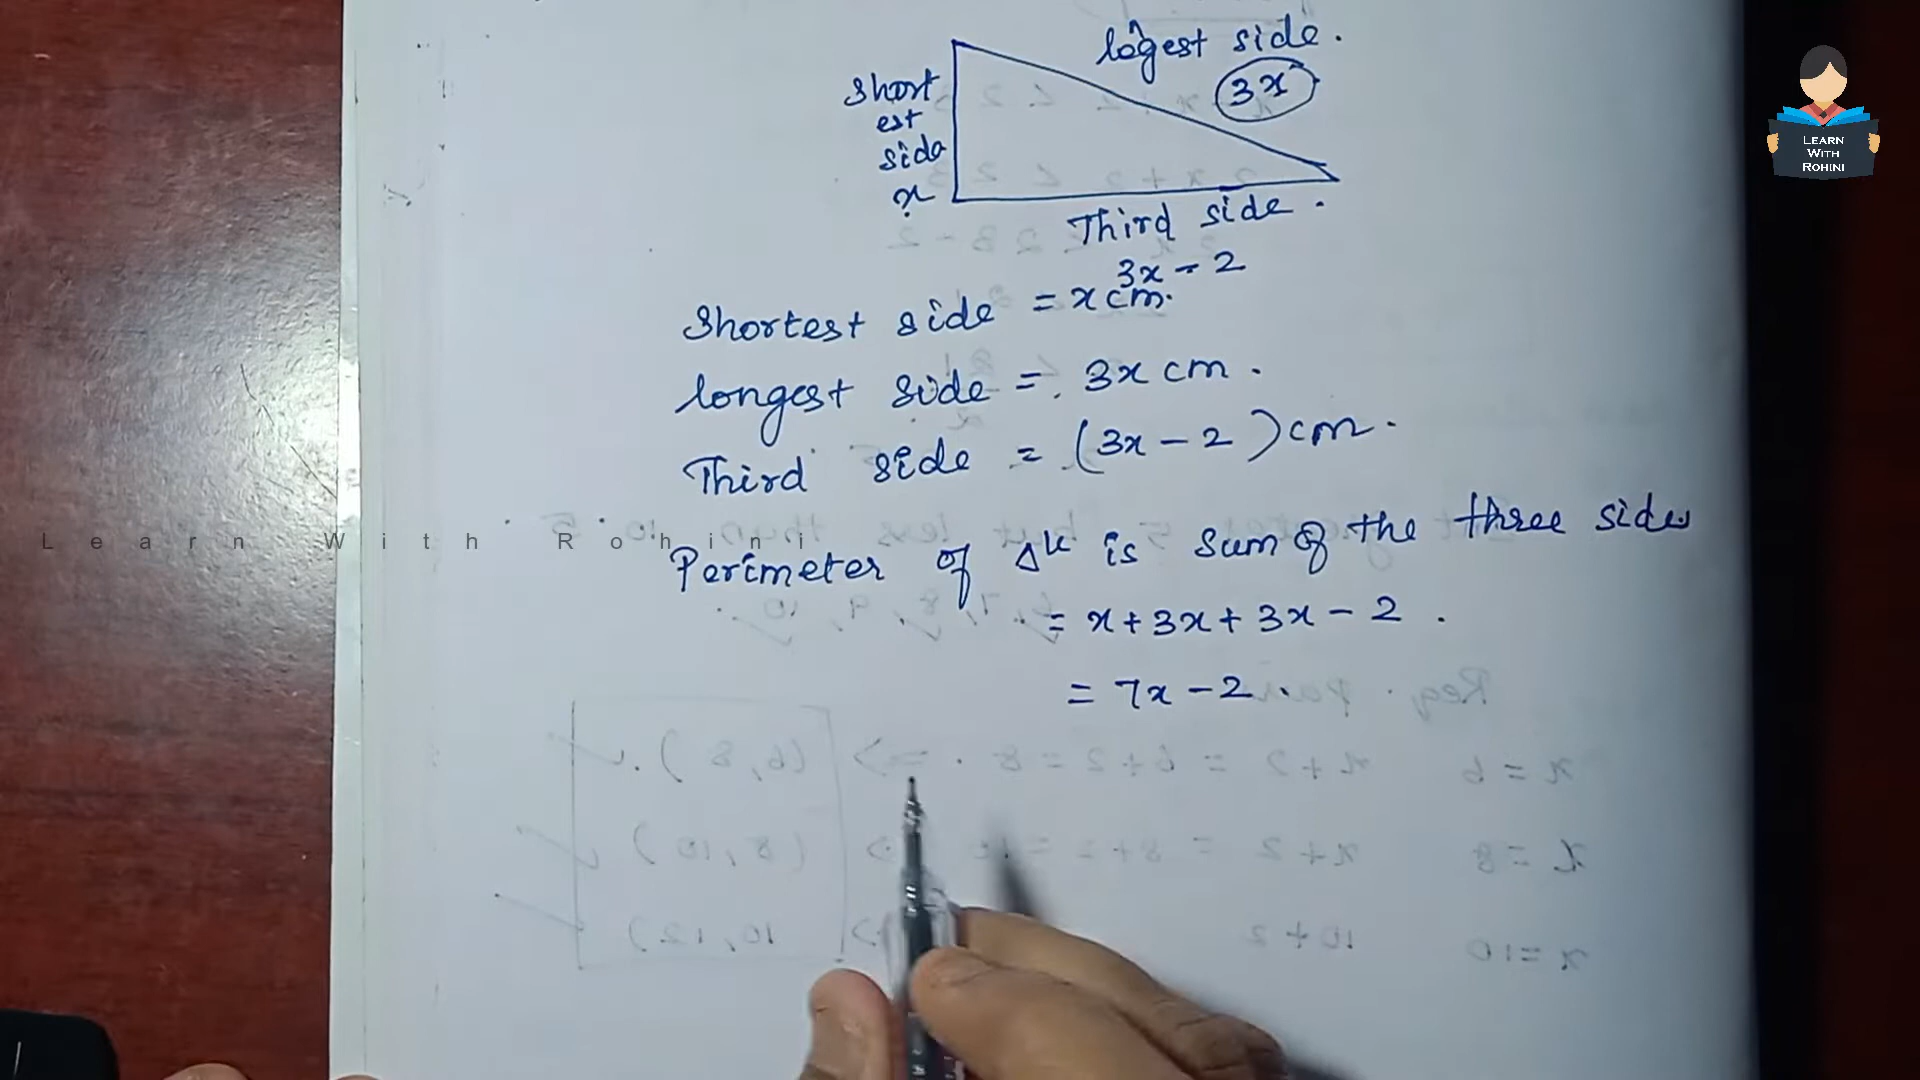 logest side.
3x
Short
est
side
x
Third side.
3x - 2
Shortest side = x cm.
longest side = 3x cm.
Third side = (3x - 2) cm.
Perimeter of Δle is sum of the three sides
= x + 3x + 3x - 2.
= 7x - 2.
LEARN
WITH
ROHINI
Learn With Rohini